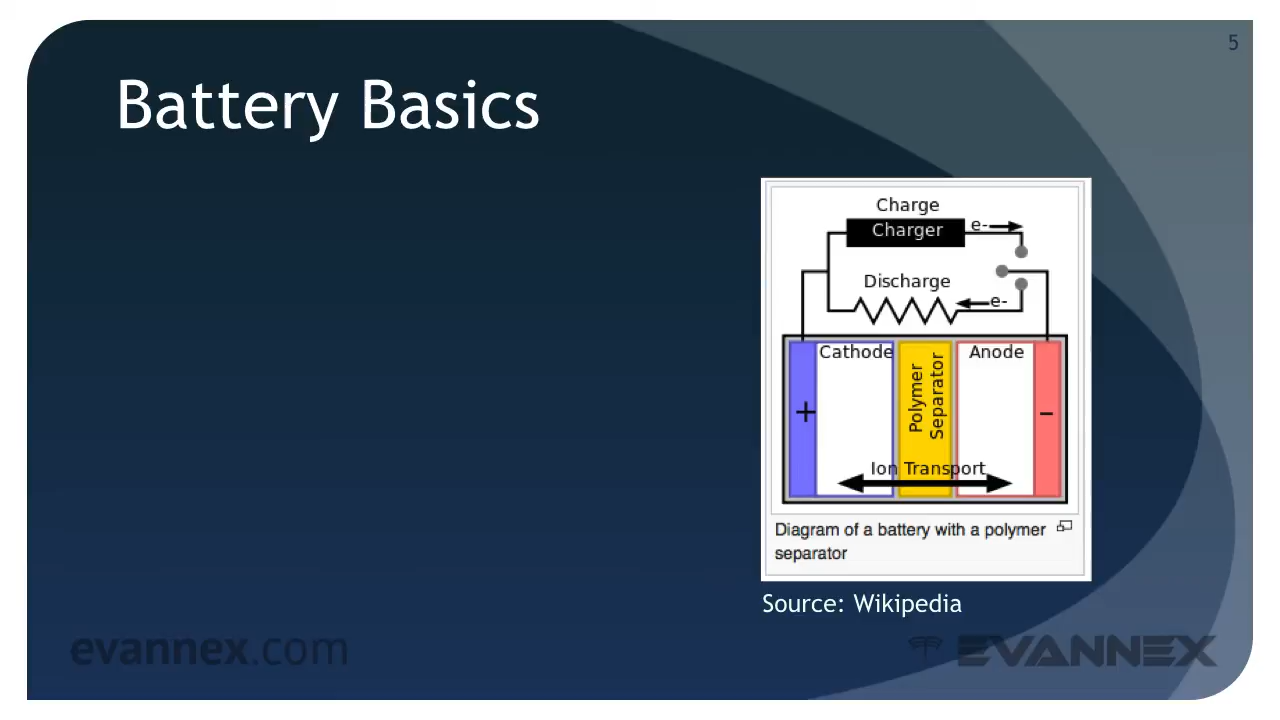 5
Battery Basics
Charge
Charger
e-
Discharge
e-
Cathode
Polymer
Separator
Anode
+
-
Ion Transport
Diagram of a battery with a polymer
separator
Source: Wikipedia
evannex.com
EVANNEX